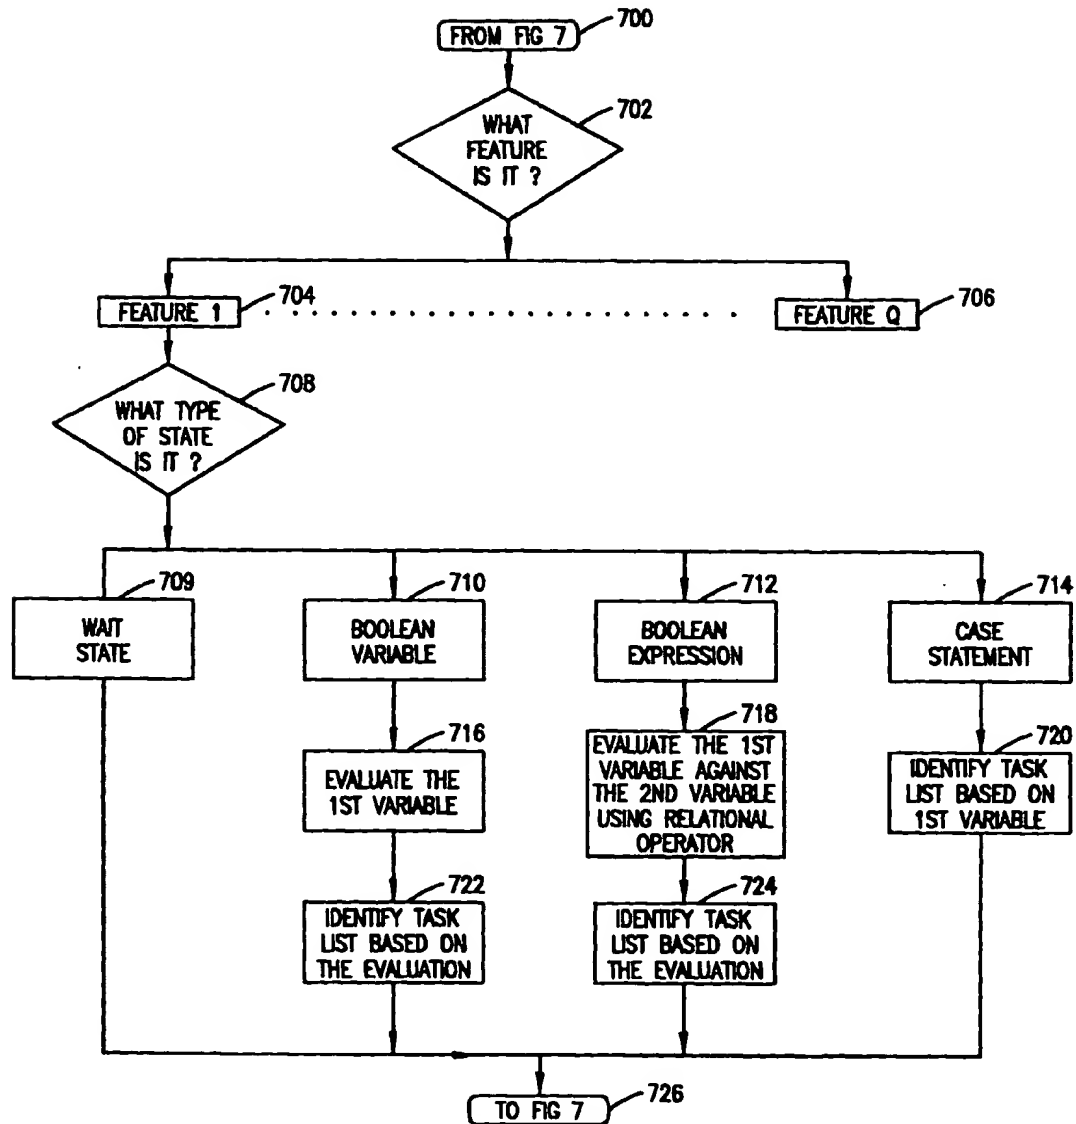 FROM FIG 7
700
WHAT
FEATURE
IS IT ?
702
FEATURE 1
704
FEATURE Q
706
WHAT TYPE
OF STATE
IS IT ?
708
709
WAIT
STATE
710
BOOLEAN
VARIABLE
712
BOOLEAN
EXPRESSION
714
CASE
STATEMENT
716
EVALUATE THE
1ST VARIABLE
718
EVALUATE THE 1ST
VARIABLE AGAINST
THE 2ND VARIABLE
USING RELATIONAL
OPERATOR
720
IDENTIFY TASK
LIST BASED ON
1ST VARIABLE
722
IDENTIFY TASK
LIST BASED ON
THE EVALUATION
724
IDENTIFY TASK
LIST BASED ON
THE EVALUATION
TO FIG 7
726